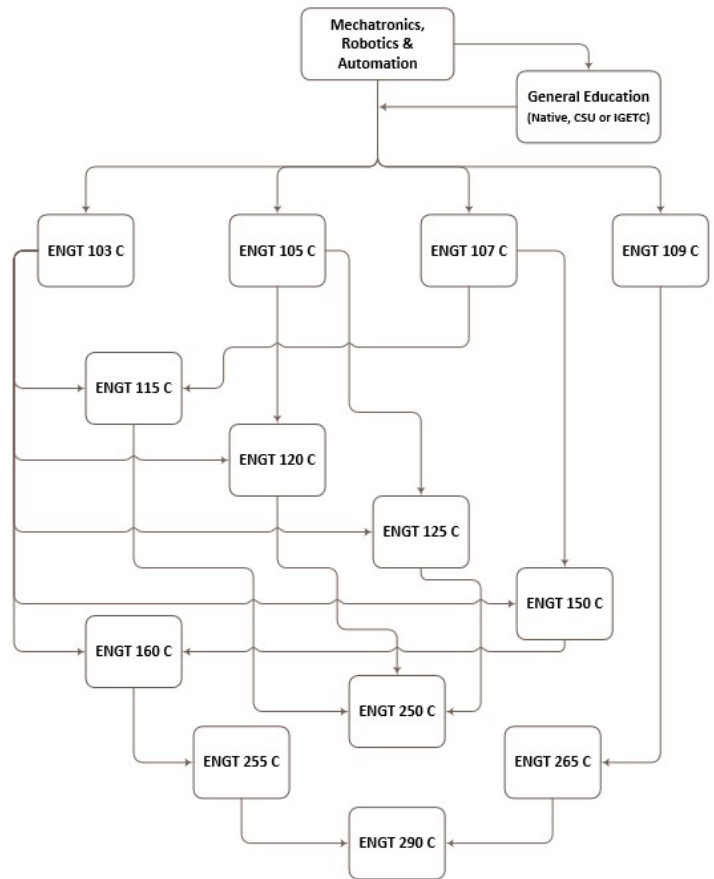 Mechatronics,
Robotics &
Automation
General Education
(Native, CSU or IGETC)
ENGT 103 C
ENGT 105 C
ENGT 107 C
ENGT 109 C
ENGT 115 C
ENGT 120 C
ENGT 125 C
ENGT 150 C
ENGT 160 C
ENGT 250 C
ENGT 255 C
ENGT 265 C
ENGT 290 C